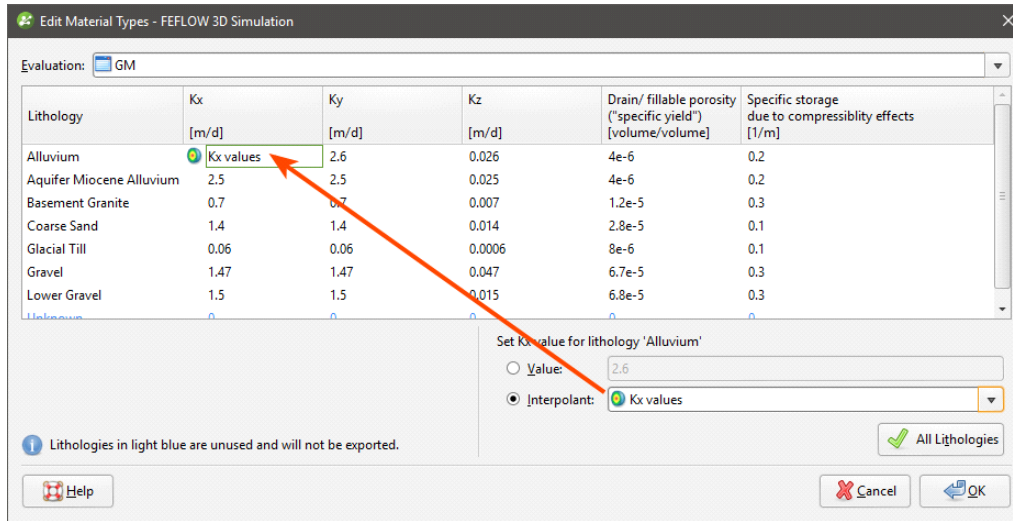 Edit Material Types - FEFLOW 3D Simulation
Evaluation: GM
Lithology Kx [m/d] Ky [m/d] Kz [m/d] Drain/ fillable porosity ("specific yield") [volume/volume] Specific storage due to compressiblity effects [1/m]
Alluvium Kx values 2.6 0.026 4e-6 0.2
Aquifer Miocene Alluvium 2.5 2.5 0.025 4e-6 0.2
Basement Granite 0.7 0.7 0.007 1.2e-5 0.3
Coarse Sand 1.4 1.4 0.014 2.8e-5 0.1
Glacial Till 0.06 0.06 0.0006 8e-6 0.1
Gravel 1.47 1.47 0.047 6.7e-5 0.3
Lower Gravel 1.5 1.5 0.015 6.8e-5 0.3
Unknown 0 0 0 0 0
Set Kx value for lithology 'Alluvium'
Value: 2.6
Interpolant: Kx values
Lithologies in light blue are unused and will not be exported.
All Lithologies
Help Cancel OK